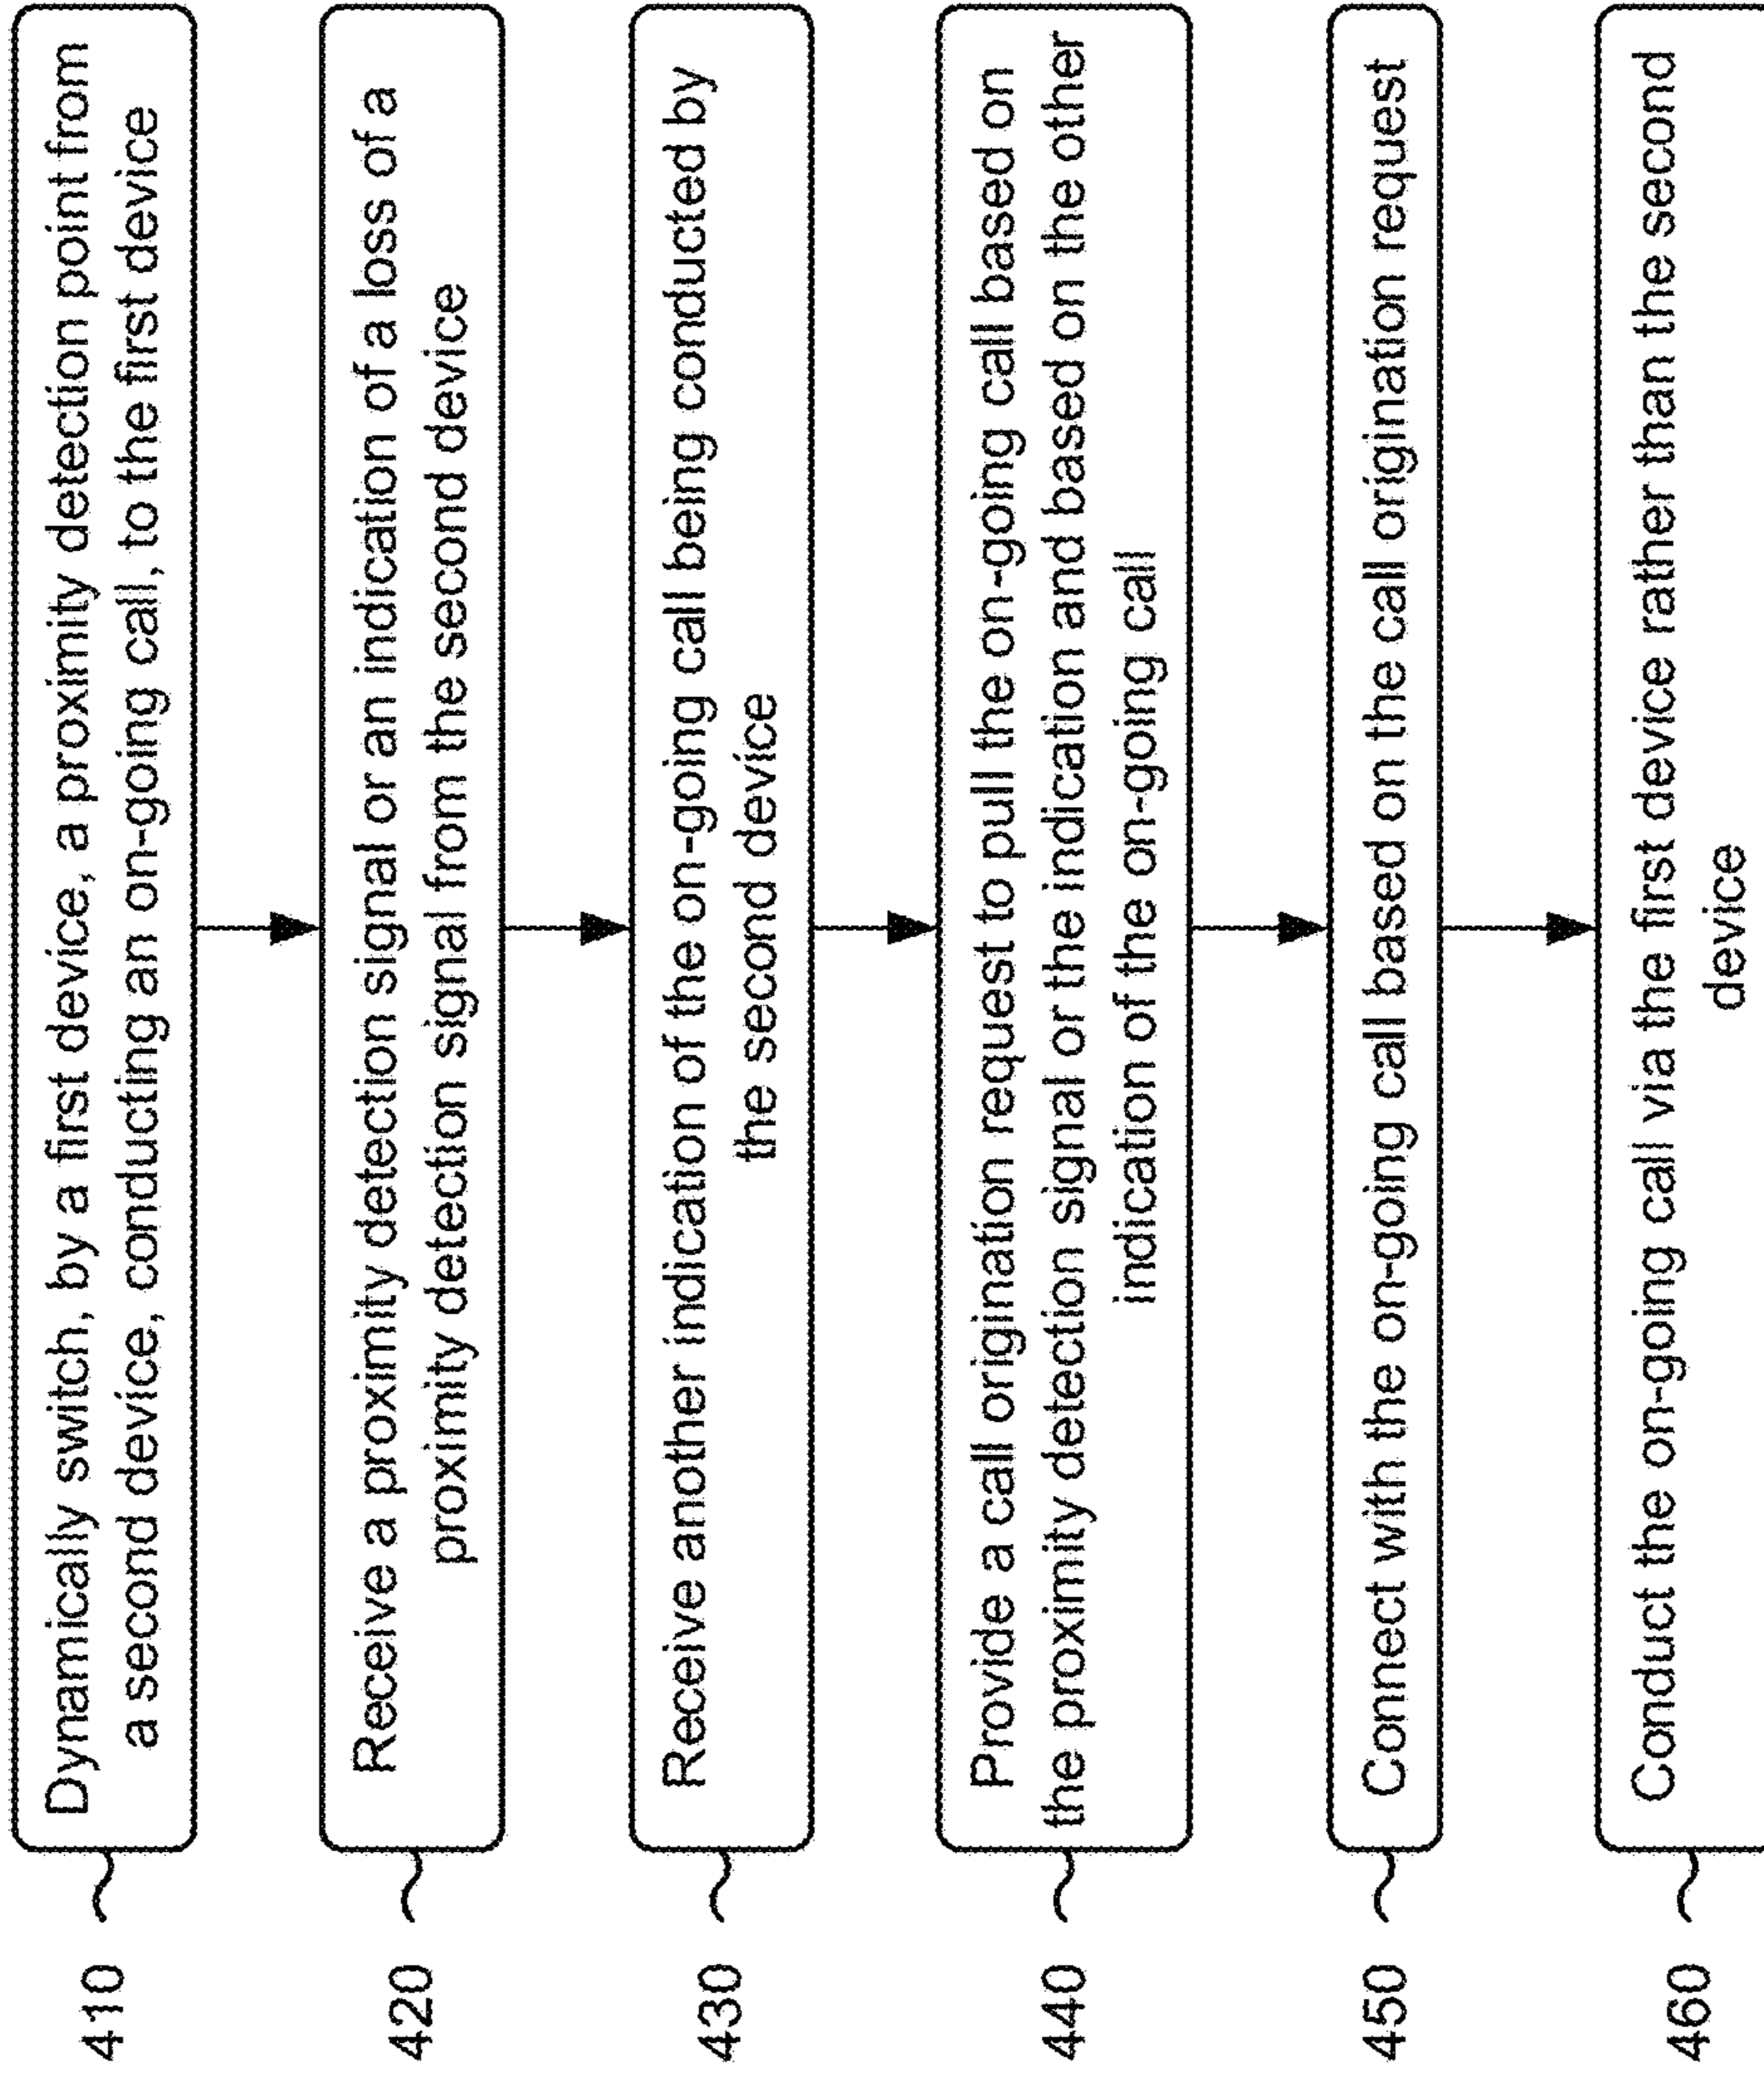 410
Dynamically switch, by a first device, a proximity detection point from
a second device, conducting an on-going call, to the first device
420
Receive a proximity detection signal or an indication of a loss of a
proximity detection signal from the second device
430
Receive another indication of the on-going call being conducted by
the second device
440
Provide a call origination request to pull the on-going call based on
the proximity detection signal or the indication and based on the other
indication of the on-going call
450
Connect with the on-going call based on the call origination request
460
Conduct the on-going call via the first device rather than the second
device